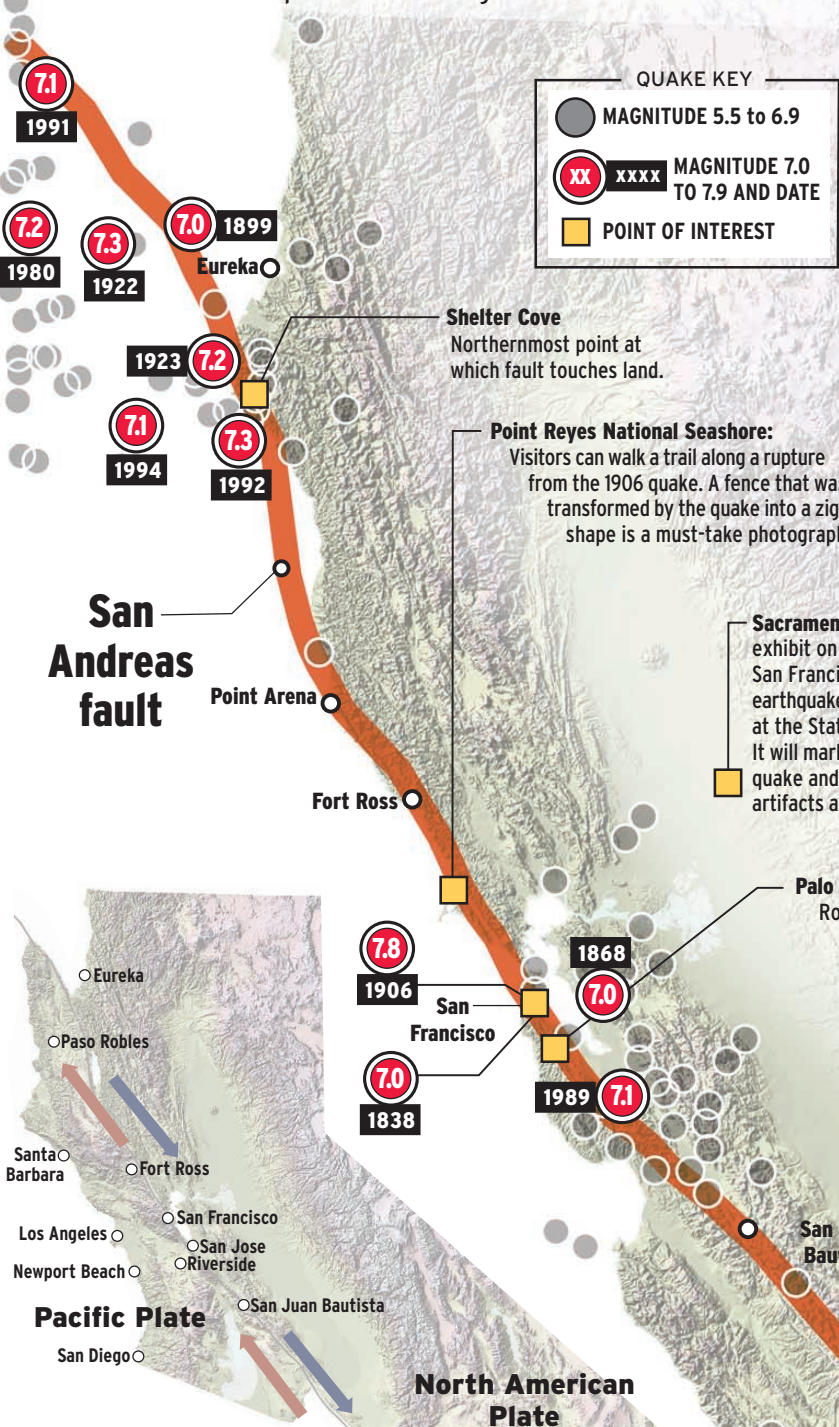 QUAKE KEY
MAGNITUDE 5.5 to 6.9
XX XXXX MAGNITUDE 7.0
TO 7.9 AND DATE
POINT OF INTEREST
7.1
1991
7.2
1980
7.3
1922
7.0 1899
Eureka
Shelter Cove
Northernmost point at
which fault touches land.
1923 7.2
7.1
1994
7.3
1992
Point Reyes National Seashore:
Visitors can walk a trail along a rupture
from the 1906 quake. A fence that was
transformed by the quake into a zig
shape is a must-take photograph
San
Andreas
fault
Point Arena
Sacramen
exhibit on
San Franci
earthquake
at the Stat
It will mark
quake and
artifacts a
Fort Ross
Palo
Ro
7.8
1906
San
Francisco
7.0
1838
1868
7.0
1989 7.1
San
Bau
Eureka
Paso Robles
Santa
Barbara
Fort Ross
San Francisco
Los Angeles
San Jose
Riverside
Newport Beach
San Juan Bautista
Pacific Plate
San Diego
North American
Plate